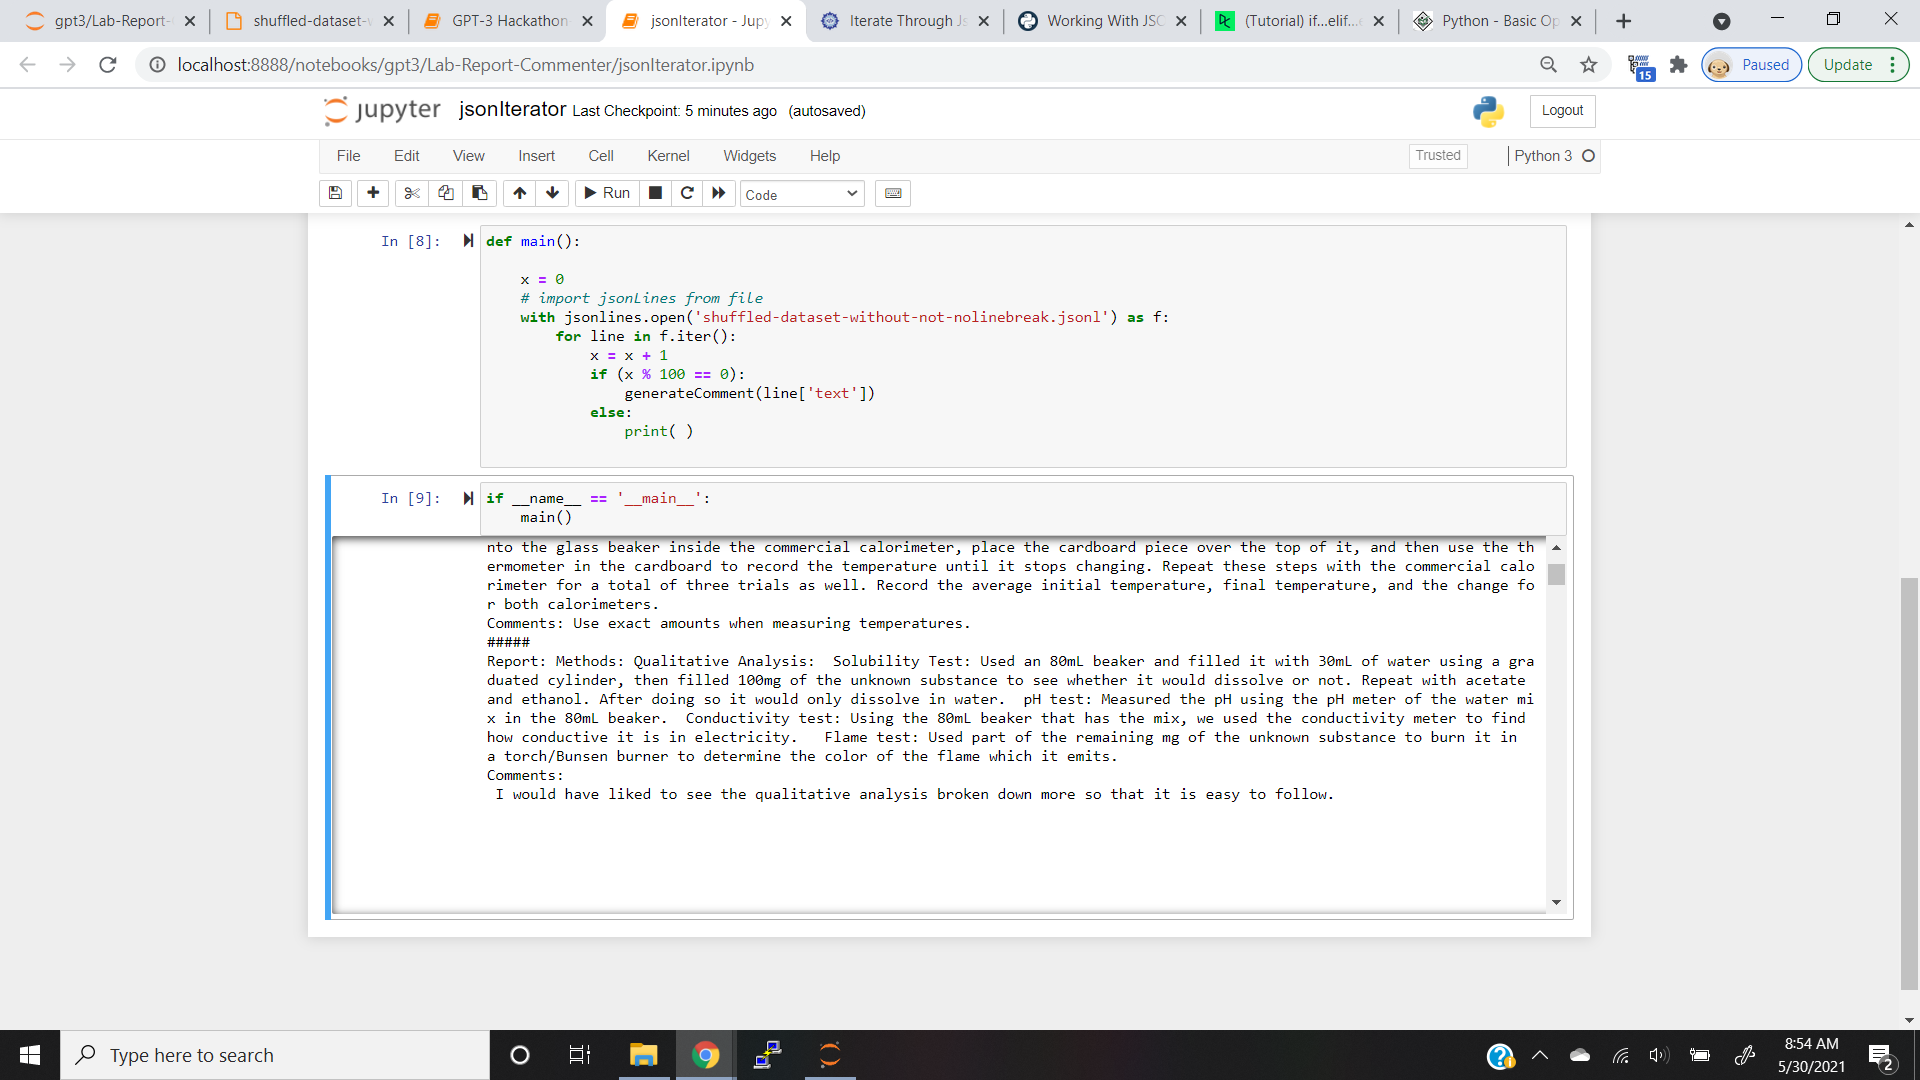 gpt3/Lab-Report-
shuffled-dataset-
GPT-3 Hackathon
jsonIterator - Jupy
Iterate Through Js
Working With JSO
(Tutorial) if...elif...e
Python - Basic Op
localhost:8888/notebooks/gpt3/Lab-Report-Commenter/jsonIterator.ipynb
15
Paused
Update
jupyter jsonIterator Last Checkpoint: 5 minutes ago (autosaved)
Logout
File Edit View Insert Cell Kernel Widgets Help
Trusted
Python 3
Run
Code
In [8]:
def main():
x = 0
# import jsonLines from file
with jsonlines.open('shuffled-dataset-without-not-nolinebreak.jsonl') as f:
for line in f.iter():
x = x + 1
if (x % 100 == 0):
generateComment(line['text'])
else:
print( )
In [9]:
if __name__ == '__main__':
main()
nto the glass beaker inside the commercial calorimeter, place the cardboard piece over the top of it, and then use the th
ermometer in the cardboard to record the temperature until it stops changing. Repeat these steps with the commercial calo
rimeter for a total of three trials as well. Record the average initial temperature, final temperature, and the change fo
r both calorimeters.
Comments: Use exact amounts when measuring temperatures.
#####
Report: Methods: Qualitative Analysis:  Solubility Test: Used an 80mL beaker and filled it with 30mL of water using a gra
duated cylinder, then filled 100mg of the unknown substance to see whether it would dissolve or not. Repeat with acetate
and ethanol. After doing so it would only dissolve in water.  pH test: Measured the pH using the pH meter of the water mi
x in the 80mL beaker.  Conductivity test: Using the 80mL beaker that has the mix, we used the conductivity meter to find
how conductive it is in electricity.   Flame test: Used part of the remaining mg of the unknown substance to burn it in
a torch/Bunsen burner to determine the color of the flame which it emits.
Comments:
I would have liked to see the qualitative analysis broken down more so that it is easy to follow.
Type here to search
8:54 AM
5/30/2021
2